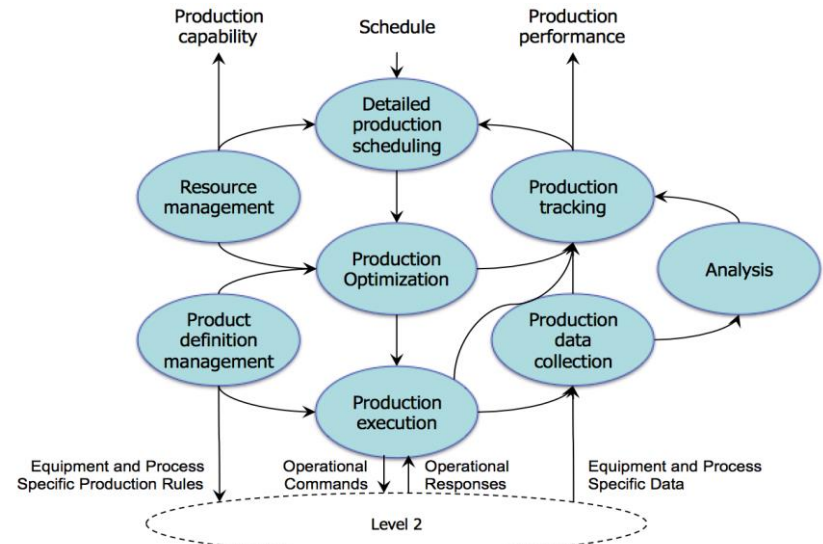 Production
capability
Schedule
Production
performance
Detailed
production
scheduling
Resource
management
Production
tracking
Production
Optimization
Analysis
Product
definition
management
Production
data
collection
Production
execution
Equipment and Process
Specific Production Rules
Operational
Commands
Operational
Responses
Equipment and Process
Specific Data
Level 2